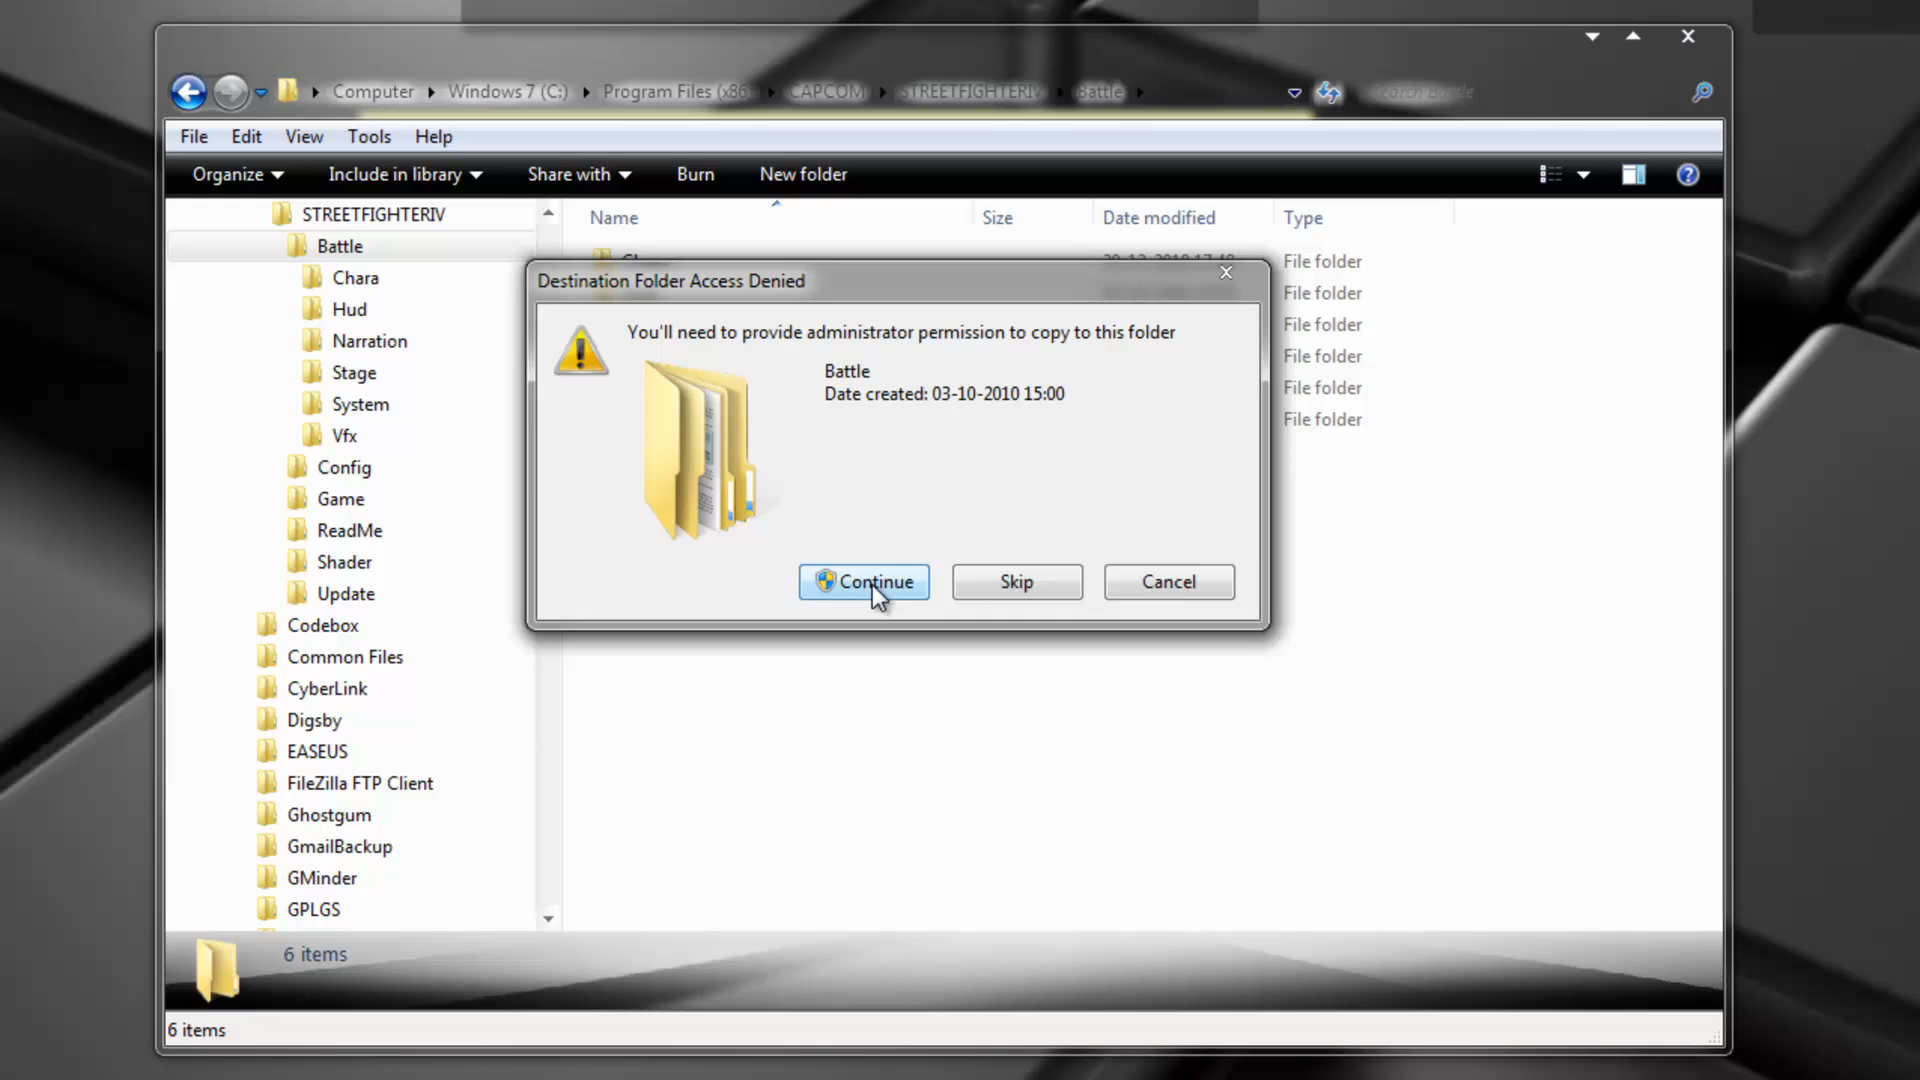 Computer Windows 7 (C:) Program Files (x86) CAPCOM STREETFIGHTERIV Battle
File Edit View Tools Help
Organize Include in library Share with Burn New folder
Name Size Date modified Type
STREETFIGHTERIV
Battle
Chara
Hud
Narration
Stage
System
Vfx
Config
Game
ReadMe
Shader
Update
Codebox
Common Files
CyberLink
Digsby
EASEUS
FileZilla FTP Client
Ghostgum
GmailBackup
GMinder
GPLGS
File folder
File folder
File folder
File folder
File folder
File folder
Destination Folder Access Denied
You'll need to provide administrator permission to copy to this folder
Battle
Date created: 03-10-2010 15:00
Continue Skip Cancel
6 items
6 items